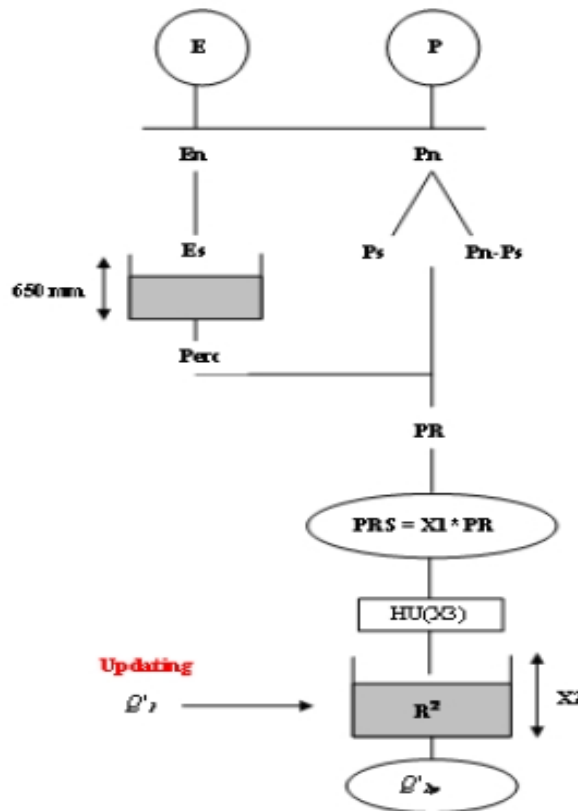 E P
En Pn
Es Ps Pn-Ps
650 mm
Perc
PR
PRS = X1 * PR
HU(X3)
Updating
X2
R²